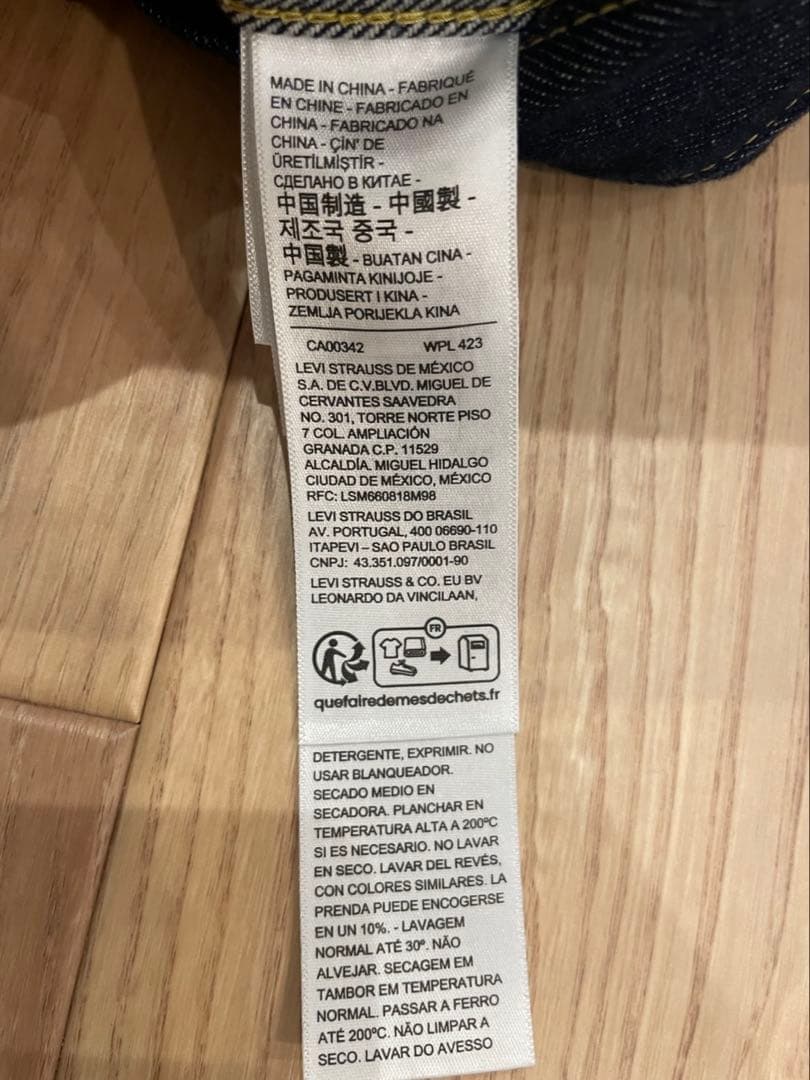 MADE IN CHINA - FABRIQUÉ
EN CHINE - FABRICADO EN
CHINA - FABRICADO NA
CHINA - ÇİN' DE
ÜRETİLMİŞTİR -
СДЕЛАНО В КИТАЕ -
中国制造 - 中國製 -
제조국 중국 -
中国製 - BUATAN CINA -
PAGAMINTA KINIJOJE -
PRODUSERT I KINA -
ZEMLJA PORIJEKLA KINA
CA00342 WPL 423
LEVI STRAUSS DE MÉXICO
S.A. DE C.V.BLVD. MIGUEL DE
CERVANTES SAAVEDRA
NO. 301, TORRE NORTE PISO
7 COL. AMPLIACIÓN
GRANADA C.P. 11529
ALCALDÍA. MIGUEL HIDALGO
CIUDAD DE MÉXICO, MÉXICO
RFC: LSM660818M98
LEVI STRAUSS DO BRASIL
AV. PORTUGAL, 400 06690-110
ITAPEVI – SAO PAULO BRASIL
CNPJ: 43.351.097/0001-90
LEVI STRAUSS & CO. EU BV
LEONARDO DA VINCILAAN,
FR
quefairedemesdechets.fr
DETERGENTE, EXPRIMIR. NO
USAR BLANQUEADOR.
SECADO MEDIO EN
SECADORA. PLANCHAR EN
TEMPERATURA ALTA A 200ºC
SI ES NECESARIO. NO LAVAR
EN SECO. LAVAR DEL REVÉS,
CON COLORES SIMILARES. LA
PRENDA PUEDE ENCOGERSE
EN UN 10%. - LAVAGEM
NORMAL ATÉ 30º. NÃO
ALVEJAR. SECAGEM EM
TAMBOR EM TEMPERATURA
NORMAL. PASSAR A FERRO
ATÉ 200ºC. NÃO LIMPAR A
SECO. LAVAR DO AVESSO